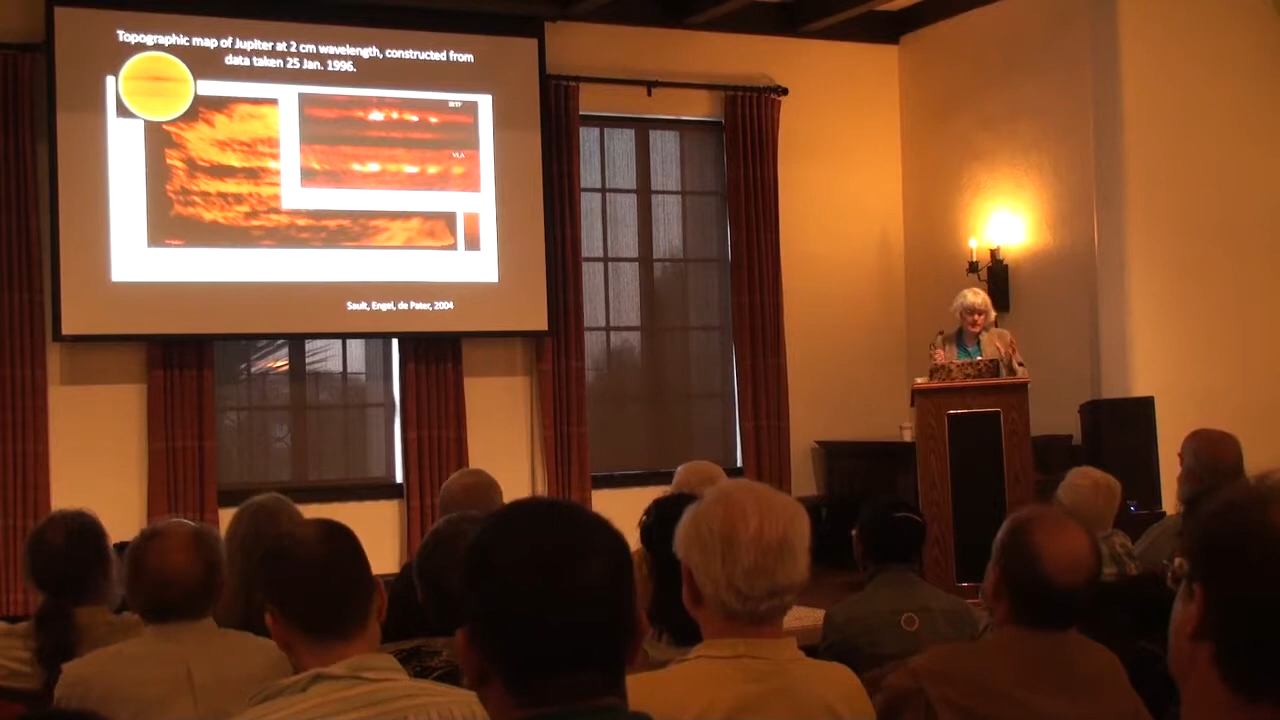 Topographic map of Jupiter at 2 cm wavelength, constructed from
data taken 25 Jan. 1996.
VLA
Sault, Engel, de Pater, 2004